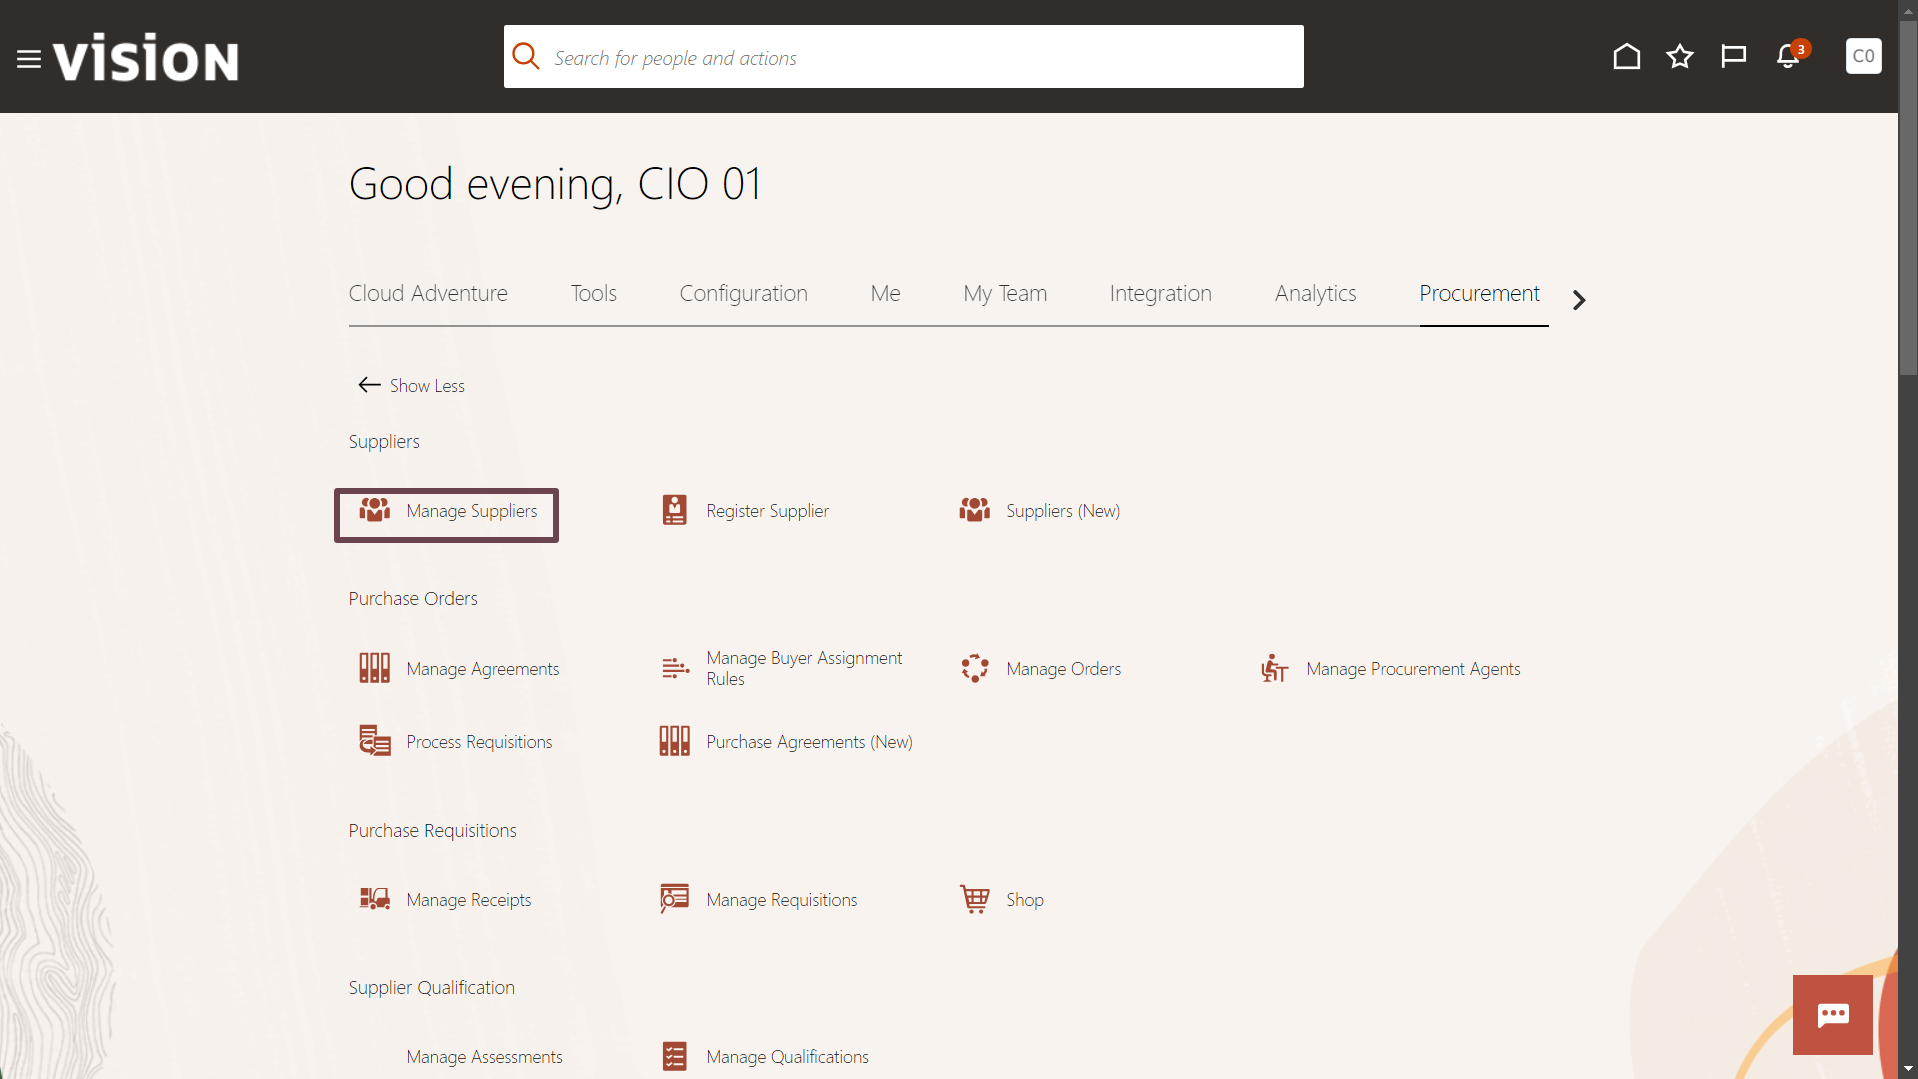 vision
Search for people and actions
3
C0
Good evening, CIO 01
Cloud Adventure
Tools
Configuration
Me
My Team
Integration
Analytics
Procurement
Show Less
Suppliers
Manage Suppliers
Register Supplier
Suppliers (New)
Purchase Orders
Manage Agreements
Manage Buyer Assignment
Rules
Manage Orders
Manage Procurement Agents
Process Requisitions
Purchase Agreements (New)
Purchase Requisitions
Manage Receipts
Manage Requisitions
Shop
Supplier Qualification
Manage Assessments
Manage Qualifications